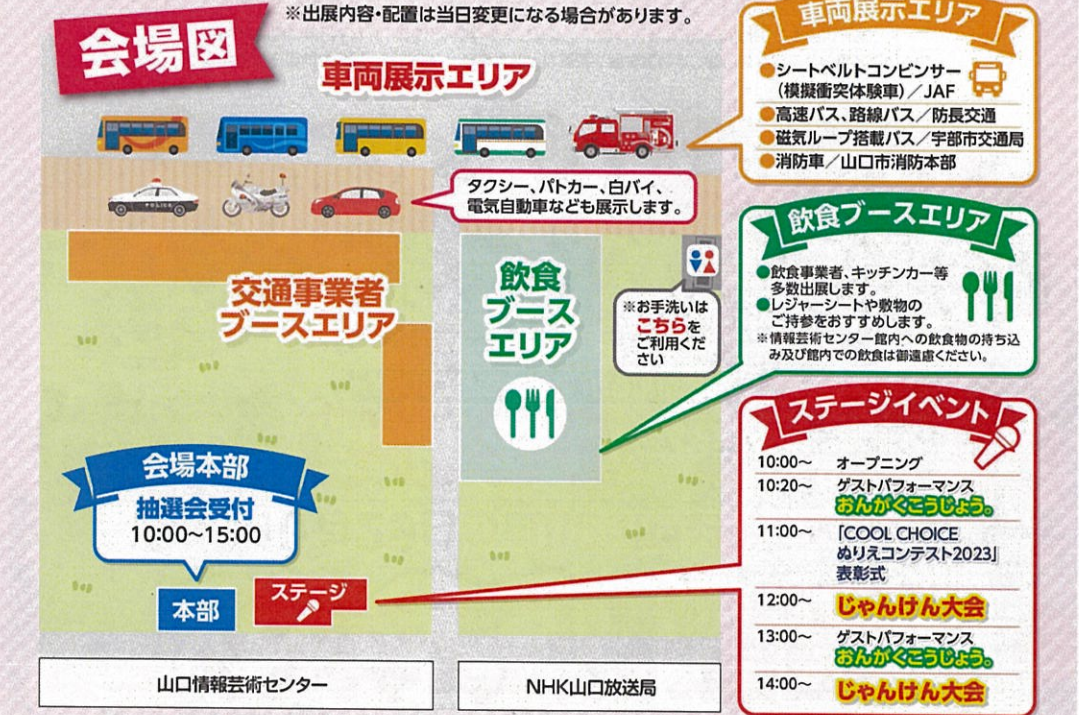 会場図
※出展内容・配置は当日変更になる場合があります。
車両展示エリア
タクシー、パトカー、白バイ、
電気自動車なども展示します。
交通事業者
ブースエリア
飲食
ブース
エリア
※お手洗いは
こちらを
ご利用くだ
さい
会場本部
抽選会受付
10:00～15:00
本部
ステージ
山口情報芸術センター
NHK山口放送局
車両展示エリア
●シートベルトコンビンサー
（模擬衝突体験車）／JAF
●高速バス、路線バス／防長交通
●磁気ループ搭載バス／宇部市交通局
●消防車／山口市消防本部
飲食ブースエリア
●飲食事業者、キッチンカー等
多数出展します。
●レジャーシートや敷物の
ご持参をおすすめします。
※情報芸術センター館内への飲食物の持ち込
み及び館内での飲食は御遠慮ください。
ステージイベント
10:00～ オープニング
10:20～ ゲストパフォーマンス
おんがくこうじょう。
11:00～ 「COOL CHOICE
ぬりえコンテスト2023」
表彰式
12:00～ じゃんけん大会
13:00～ ゲストパフォーマンス
おんがくこうじょう。
14:00～ じゃんけん大会